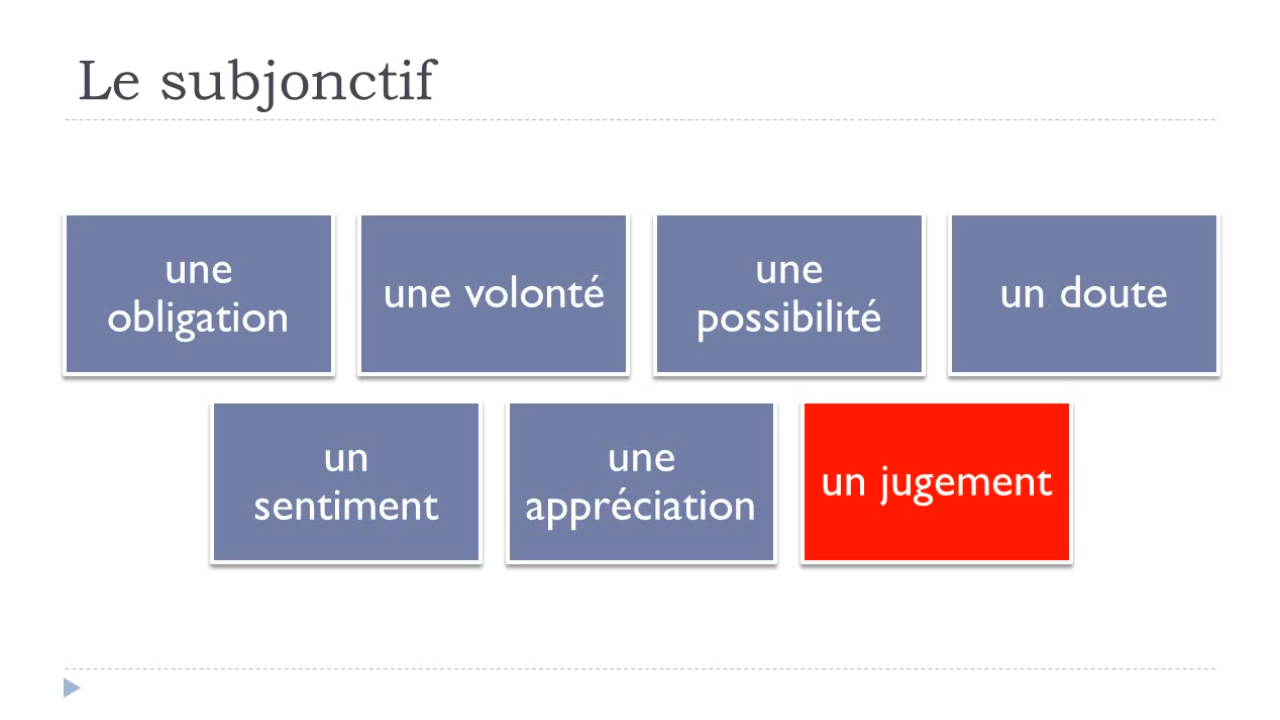 Le subjonctif
une
obligation
une volonté
une
possibilité
un doute
un
sentiment
une
appréciation
un jugement